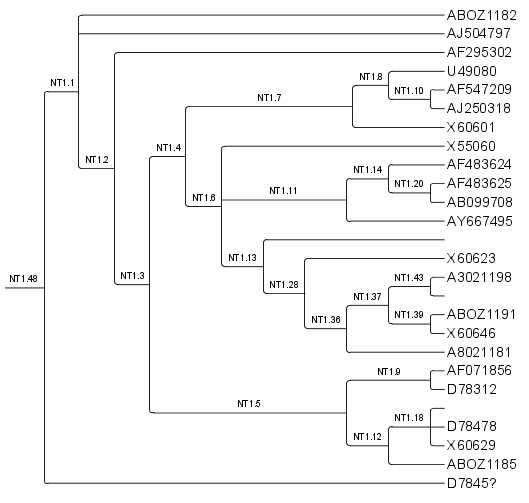 ABOZ1182
AJ504797
AF295302
NT1.8
U49080
NT1.1
NT1.10
AF547209
NT1.7
AJ250318
X60601
NT1.4
X55060
NT1.2
NT1.14
AF483624
NT1.20
AF483625
NT1.6
NT1.11
AB099708
AY667495
NT1.13
X60623
NT1.48
NT1.3
NT1.28
NT1.43
A3021198
NT1.37
NT1.36
NT1.39
ABOZ1191
X60646
A8021181
NT1.9
AF071856
D78312
NT1.5
NT1.18
D78478
NT1.12
X60629
ABOZ1185
D7845?